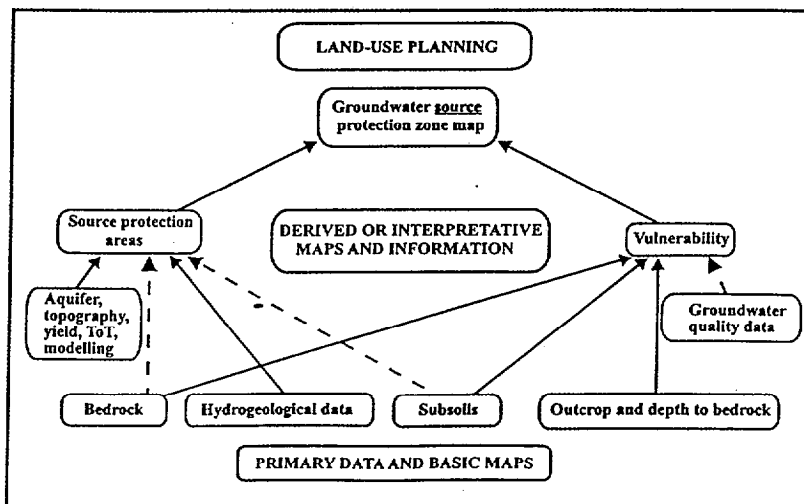 LAND-USE PLANNING
Groundwater source
protection zone map
Source protection
areas
DERIVED OR INTERPRETATIVE
MAPS AND INFORMATION
Vulnerability
Aquifer,
topography,
yield, ToT,
modelling
Groundwater
quality data
Bedrock
Hydrogeological data
Subsoils
Outcrop and depth to bedrock
PRIMARY DATA AND BASIC MAPS